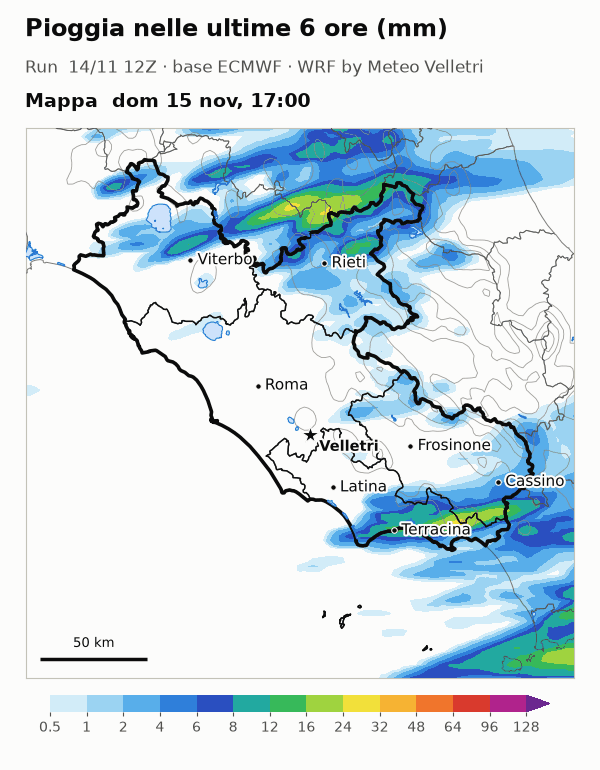 Pioggia nelle ultime 6 ore (mm)
Run  14/11 12Z · base ECMWF · WRF by Meteo Velletri
Mappa  dom 15 nov, 17:00
Viterbo
Rieti
Roma
Velletri
Frosinone
Latina
Cassino
Terracina
50 km
0.5 1 2 4 6 8 12 16 24 32 48 64 96 128